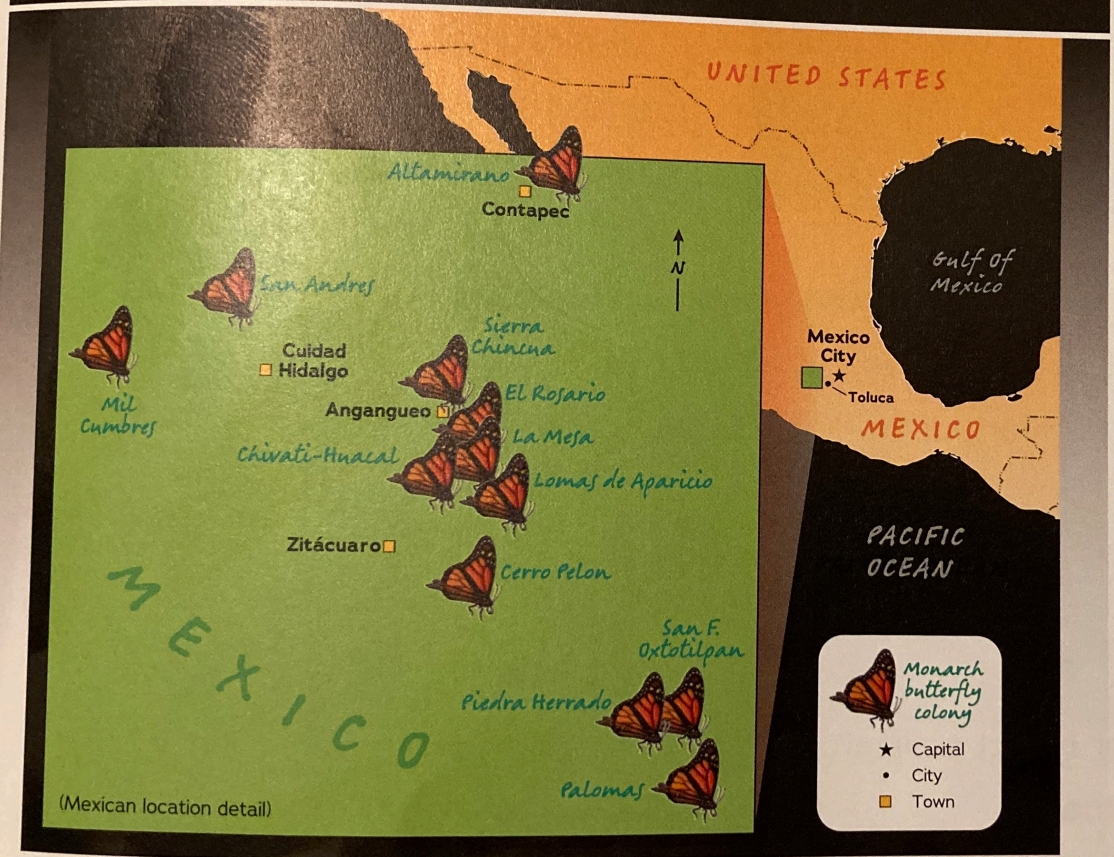 UNITED STATES
Altamirano
Contapec
N
San Andres
Gulf Of
Mexico
Sierra
Chincua
Cuidad
Hidalgo
Mexico
City
Toluca
Mil
Cumbres
Angangueo
El Rosario
MEXICO
La Mesa
Chivati-Huacal
Lomas de Aparicio
Zitácuaro
PACIFIC
OCEAN
Cerro Pelon
MEXICO
San F.
Oxtotilpan
Piedra Herrado
Palomas
(Mexican location detail)
Monarch
butterfly
colony
Capital
City
Town